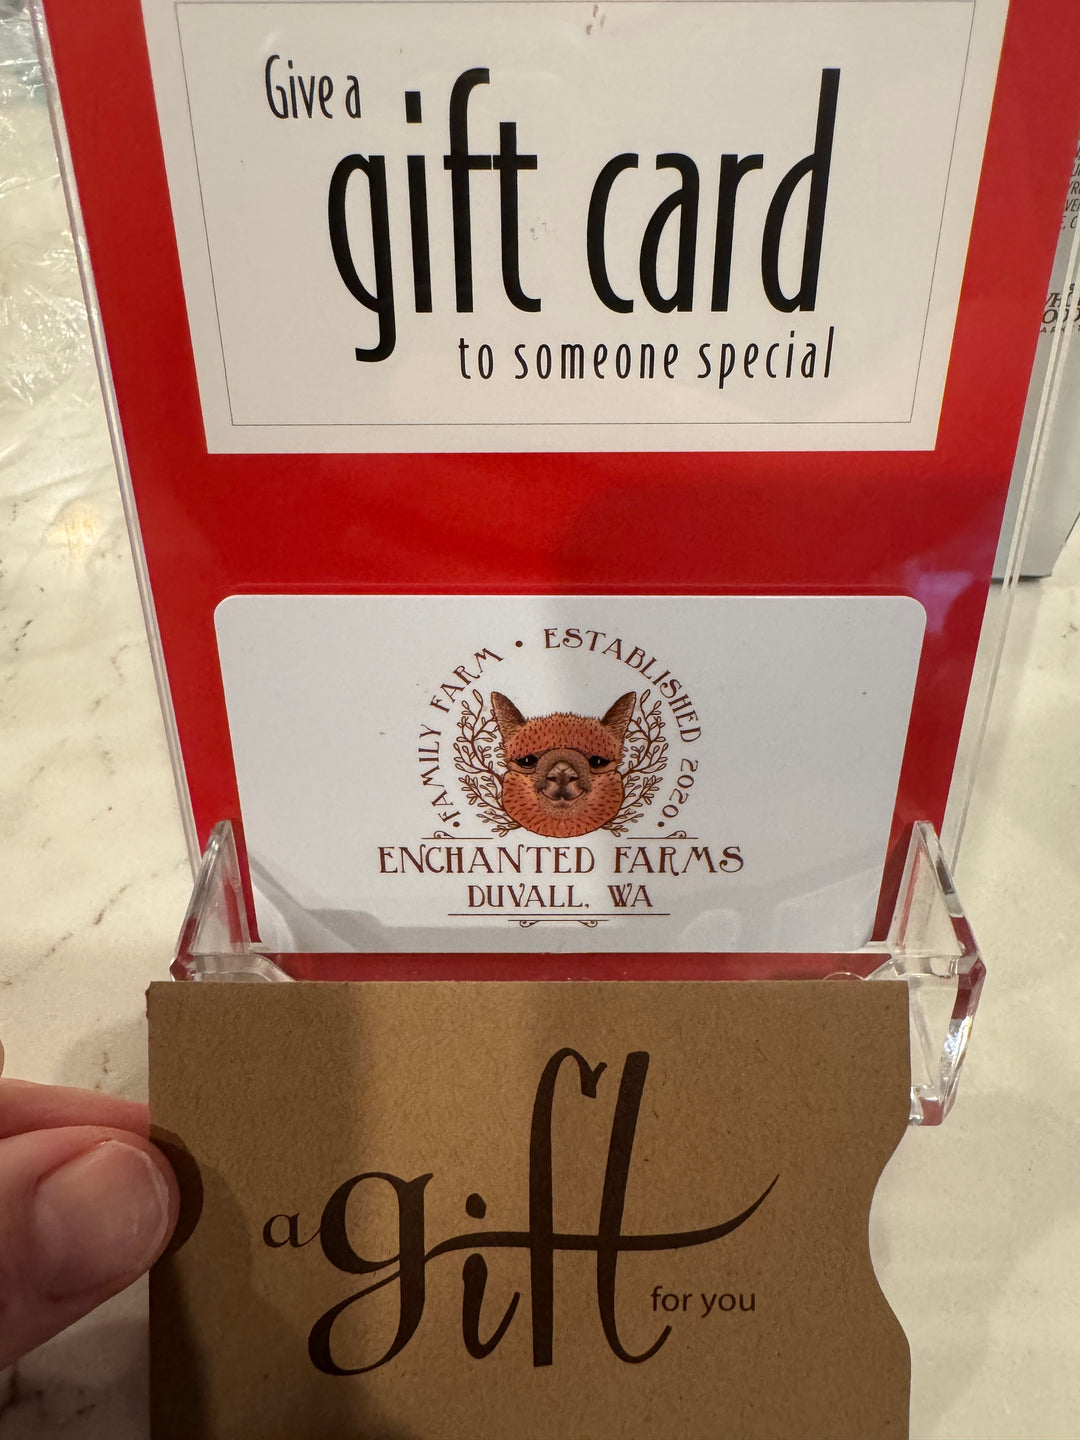 Give a
gift card
to someone special
• FAMILY FARM • ESTABLISHED 2020 •
ENCHANTED FARMS
DUVALL, WA
a gift
for you